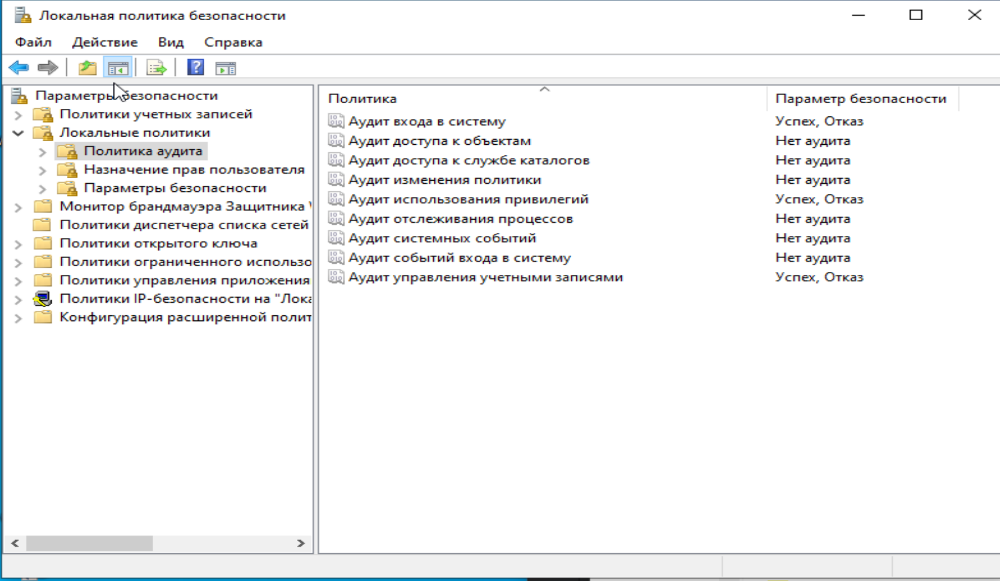 Локальная политика безопасности
Файл Действие Вид Справка
Параметры безопасности
Политики учетных записей
Локальные политики
Политика аудита
Назначение прав пользователя
Параметры безопасности
Монитор брандмауэра Защитника
Политики диспетчера списка сетей
Политики открытого ключа
Политики ограниченного использо
Политики управления приложения
Политики IP-безопасности на "Лока
Конфигурация расширенной полит
Политика Параметр безопасности
Аудит входа в систему Успех, Отказ
Аудит доступа к объектам Нет аудита
Аудит доступа к службе каталогов Нет аудита
Аудит изменения политики Нет аудита
Аудит использования привилегий Успех, Отказ
Аудит отслеживания процессов Нет аудита
Аудит системных событий Нет аудита
Аудит событий входа в систему Нет аудита
Аудит управления учетными записями Успех, Отказ